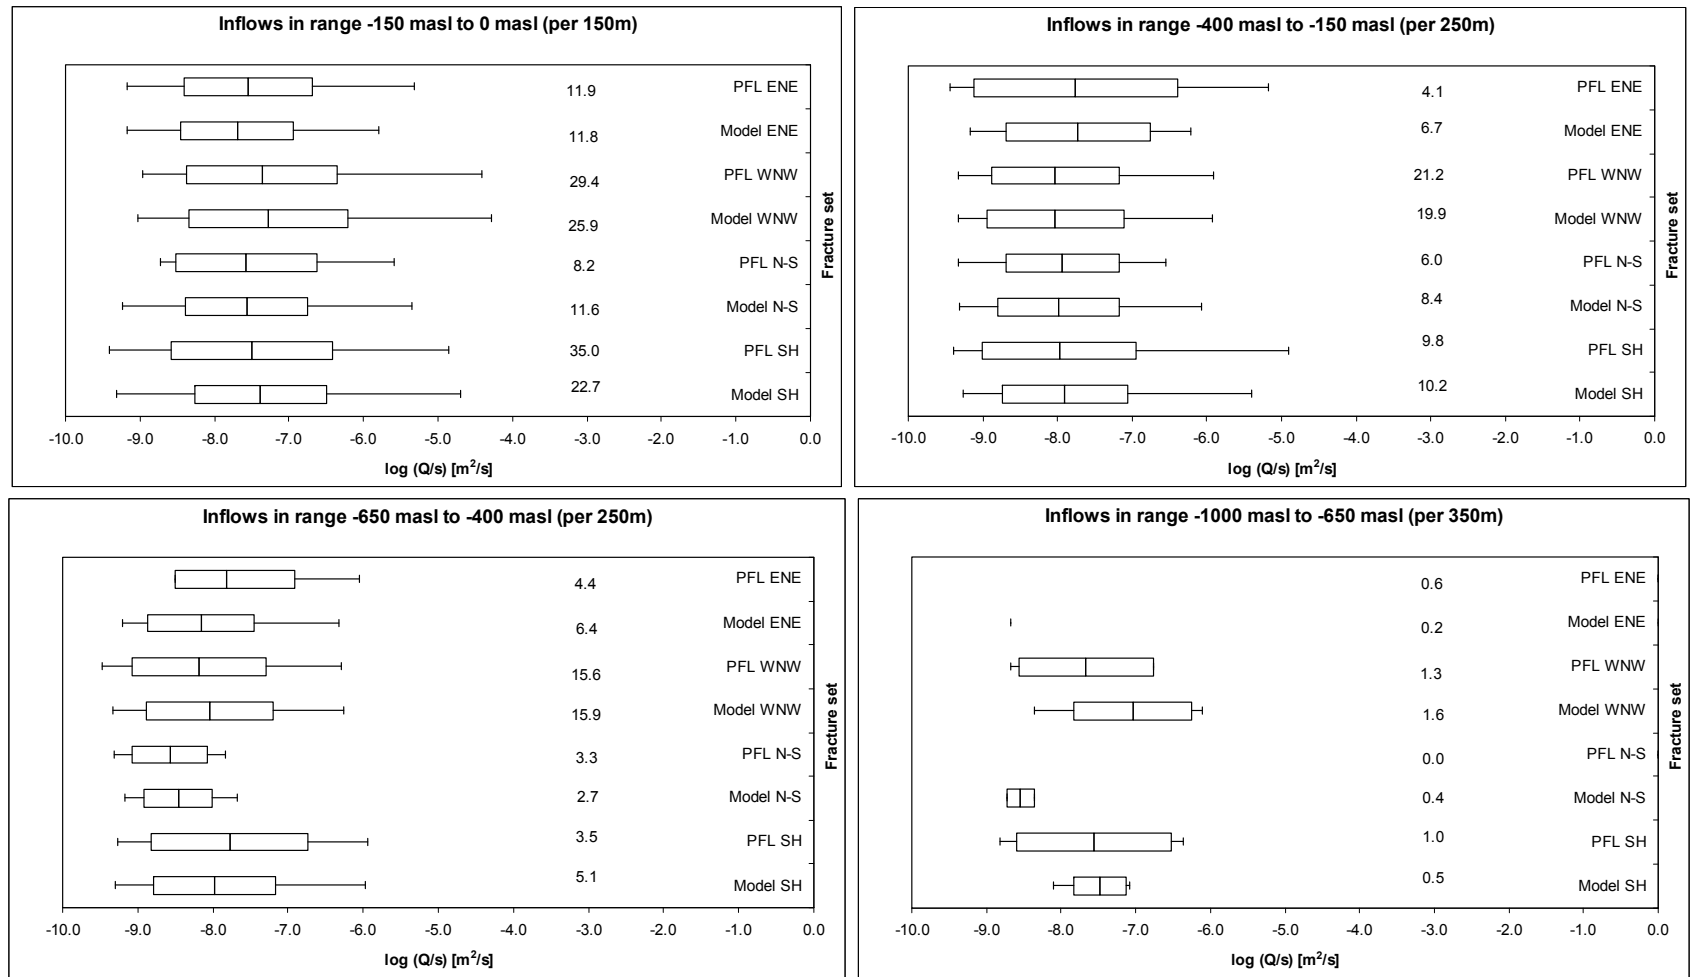 Inflows in range -150 masl to 0 masl (per 150m)
11.9 PFL ENE
11.8 Model ENE
29.4 PFL WNW
25.9 Model WNW
8.2 PFL N-S
11.6 Model N-S
35.0 PFL SH
22.7 Model SH
Fracture set
-10.0 -9.0 -8.0 -7.0 -6.0 -5.0 -4.0 -3.0 -2.0 -1.0 0.0
log (Q/s) [m²/s]
Inflows in range -400 masl to -150 masl (per 250m)
4.1 PFL ENE
6.7 Model ENE
21.2 PFL WNW
19.9 Model WNW
6.0 PFL N-S
8.4 Model N-S
9.8 PFL SH
10.2 Model SH
Fracture set
-10.0 -9.0 -8.0 -7.0 -6.0 -5.0 -4.0 -3.0 -2.0 -1.0 0.0
log (Q/s) [m²/s]
Inflows in range -650 masl to -400 masl (per 250m)
4.4 PFL ENE
6.4 Model ENE
15.6 PFL WNW
15.9 Model WNW
3.3 PFL N-S
2.7 Model N-S
3.5 PFL SH
5.1 Model SH
Fracture set
-10.0 -9.0 -8.0 -7.0 -6.0 -5.0 -4.0 -3.0 -2.0 -1.0 0.0
log (Q/s) [m²/s]
Inflows in range -1000 masl to -650 masl (per 350m)
0.6 PFL ENE
0.2 Model ENE
1.3 PFL WNW
1.6 Model WNW
0.0 PFL N-S
0.4 Model N-S
1.0 PFL SH
0.5 Model SH
Fracture set
-10.0 -9.0 -8.0 -7.0 -6.0 -5.0 -4.0 -3.0 -2.0 -1.0 0.0
log (Q/s) [m²/s]